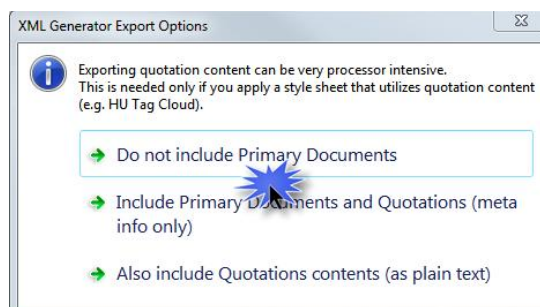 XML Generator Export Options
Exporting quotation content can be very processor intensive.
This is needed only if you apply a style sheet that utilizes quotation content
(e.g. HU Tag Cloud).
Do not include Primary Documents
Include Primary Documents and Quotations (meta
info only)
Also include Quotations contents (as plain text)